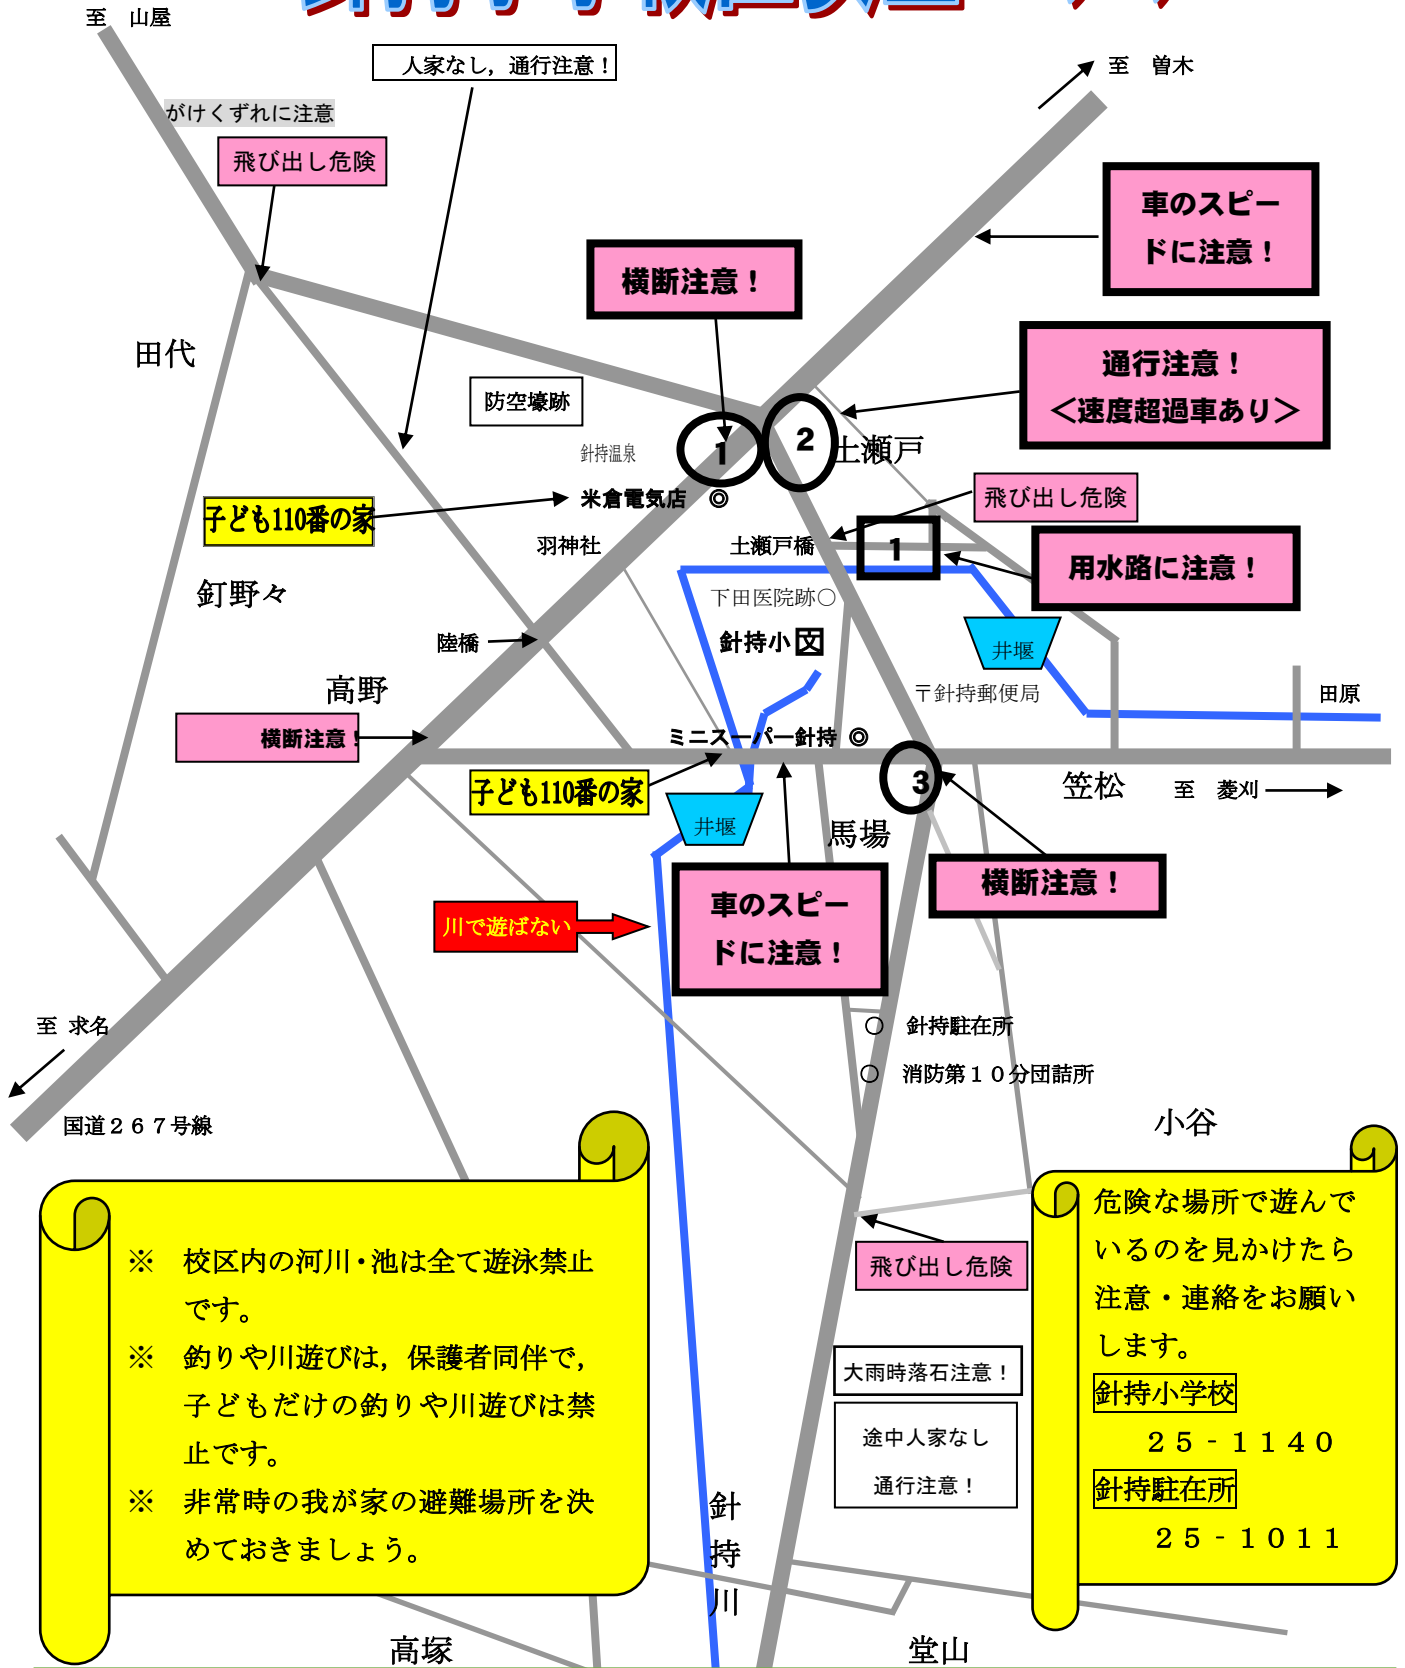 至　山屋
人家なし，通行注意！
至　曽木
がけくずれに注意
飛び出し危険
車のスピー
ドに注意！
横断注意！
田代
通行注意！
＜速度超過車あり＞
防空壕跡
1
2
土瀬戸
針持温泉
飛び出し危険
米倉電気店　◎
子ども110番の家
羽神社
土瀬戸橋
1
用水路に注意！
釘野々
下田医院跡〇
陸橋
針持小 文
井堰
高野
〒針持郵便局
田原
横断注意！
ミニスーパー針持 ◎
子ども110番の家
3
笠松
至　菱刈
井堰
馬場
横断注意！
車のスピー
ドに注意！
川で遊ばない
至 求名
〇　針持駐在所
〇　消防第１０分団詰所
国道２６７号線
小谷
※　校区内の河川・池は全て遊泳禁止
です。
※　釣りや川遊びは，保護者同伴で，
子どもだけの釣りや川遊びは禁
止です。
※　非常時の我が家の避難場所を決
めておきましょう。
危険な場所で遊んで
いるのを見かけたら
注意・連絡をお願い
します。
針持小学校
２５‐１１４０
針持駐在所
２５‐１０１１
飛び出し危険
大雨時落石注意！
途中人家なし
通行注意！
針持川
高塚
堂山